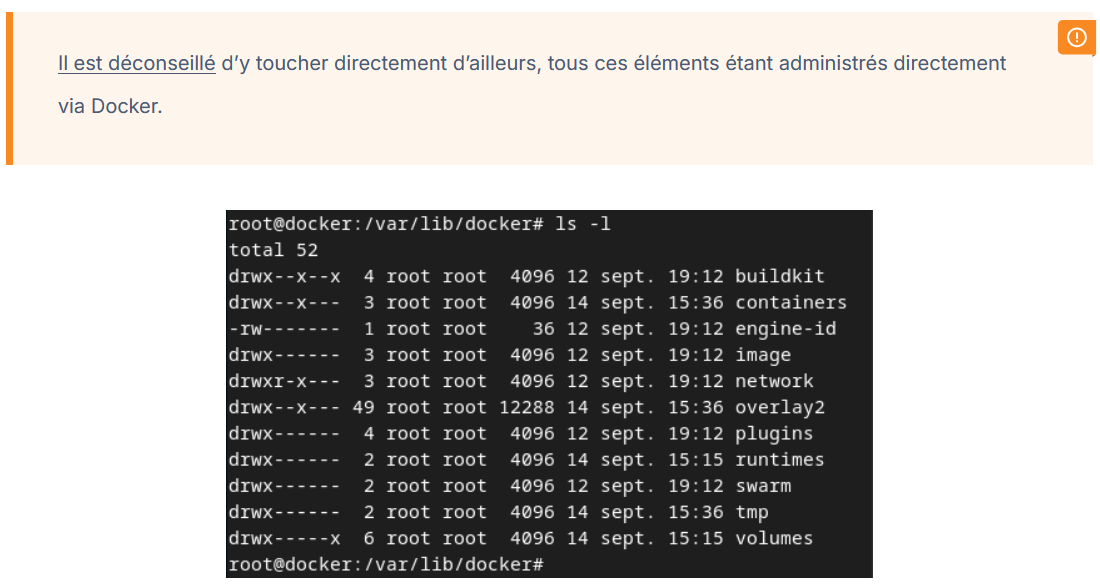 Il est déconseillé d’y toucher directement d’ailleurs, tous ces éléments étant administrés directement
via Docker.
root@docker:/var/lib/docker# ls -l
total 52
drwx--x--x  4 root root  4096 12 sept. 19:12 buildkit
drwx--x---  3 root root  4096 14 sept. 15:36 containers
-rw-------  1 root root    36 12 sept. 19:12 engine-id
drwx------  3 root root  4096 12 sept. 19:12 image
drwxr-x---  3 root root  4096 12 sept. 19:12 network
drwx--x--- 49 root root 12288 14 sept. 15:36 overlay2
drwx------  4 root root  4096 12 sept. 19:12 plugins
drwx------  2 root root  4096 14 sept. 15:15 runtimes
drwx------  2 root root  4096 12 sept. 19:12 swarm
drwx------  2 root root  4096 14 sept. 15:36 tmp
drwx-----x  6 root root  4096 14 sept. 15:15 volumes
root@docker:/var/lib/docker#